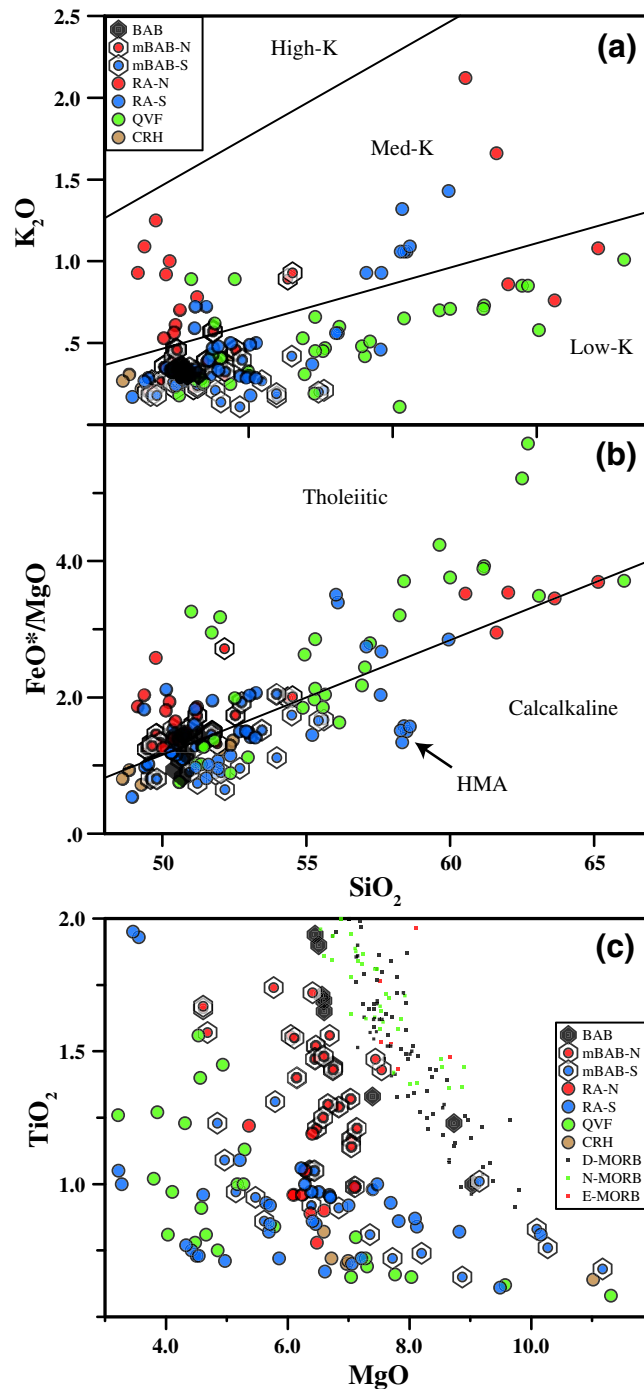 (a)
BAB
mBAB-N
mBAB-S
RA-N
RA-S
QVF
CRH
High-K
Med-K
Low-K
2.5
2.0
1.5
1.0
.5
K2O
(b)
Tholeiitic
Calcalkaline
HMA
4.0
2.0
.0
FeO*/MgO
50 55 60 65
SiO2
(c)
BAB
mBAB-N
mBAB-S
RA-N
RA-S
QVF
CRH
D-MORB
N-MORB
E-MORB
2.0
1.5
1.0
TiO2
4.0 6.0 8.0 10.0
MgO